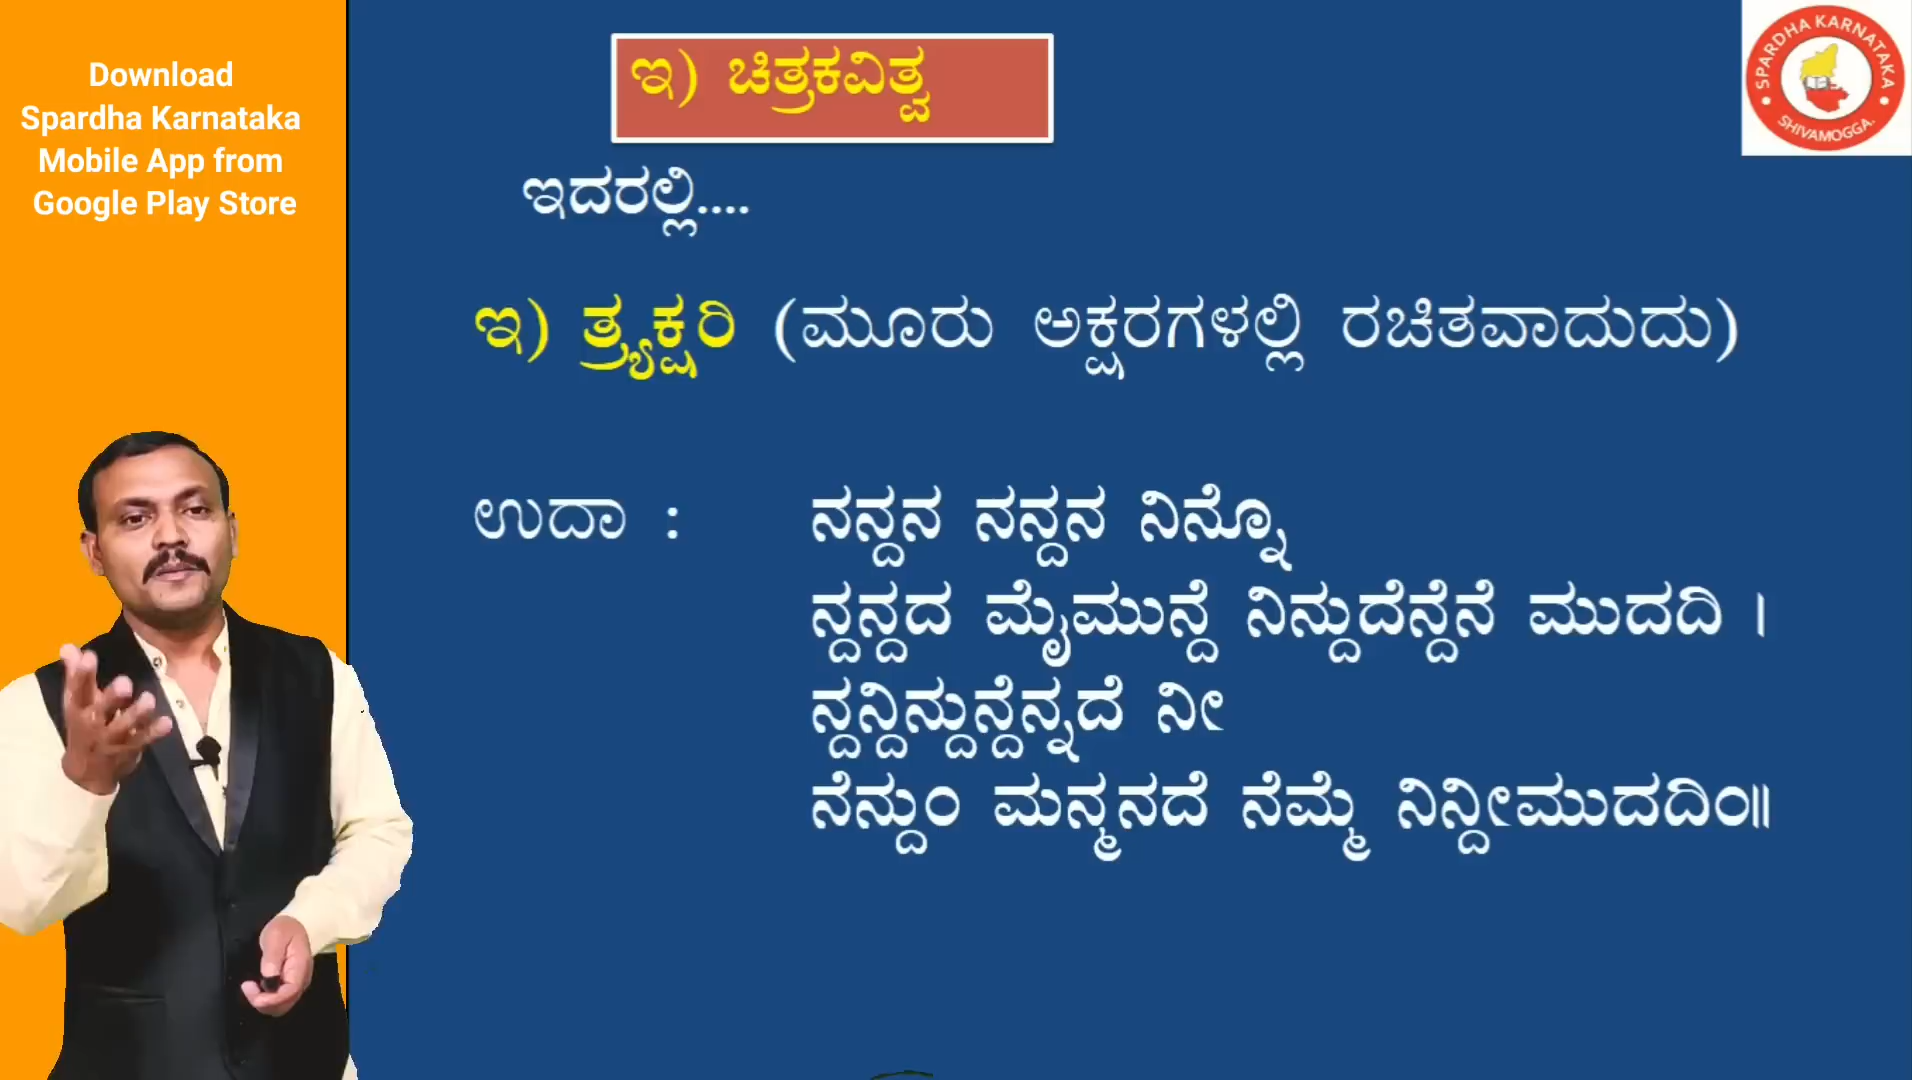 Download
Spardha Karnataka
Mobile App from
Google Play Store
ಇ) ಚಿತ್ರಕವಿತ್ವ
SPARDHA KARNATAKA
SHIVAMOGGA.
ಇದರಲ್ಲಿ....
ಇ) ತ್ರ್ಯಕ್ಷರಿ (ಮೂರು ಅಕ್ಷರಗಳಲ್ಲಿ ರಚಿತವಾದುದು)
ಉದಾ : ನನ್ದನ ನನ್ದನ ನಿನ್ನೊ
ನ್ದನ್ದದ ಮೈಮುನ್ದೆ ನಿನ್ದುದೆನ್ದೆನೆ ಮುದದಿ ।
ನ್ದನ್ದಿನ್ದುನ್ದೆನ್ನದೆ ನೀ
ನೆನ್ದುಂ ಮನ್ಮನದೆ ನೆಮ್ಮೆ ನಿನ್ದೀಮುದದಿಂ॥